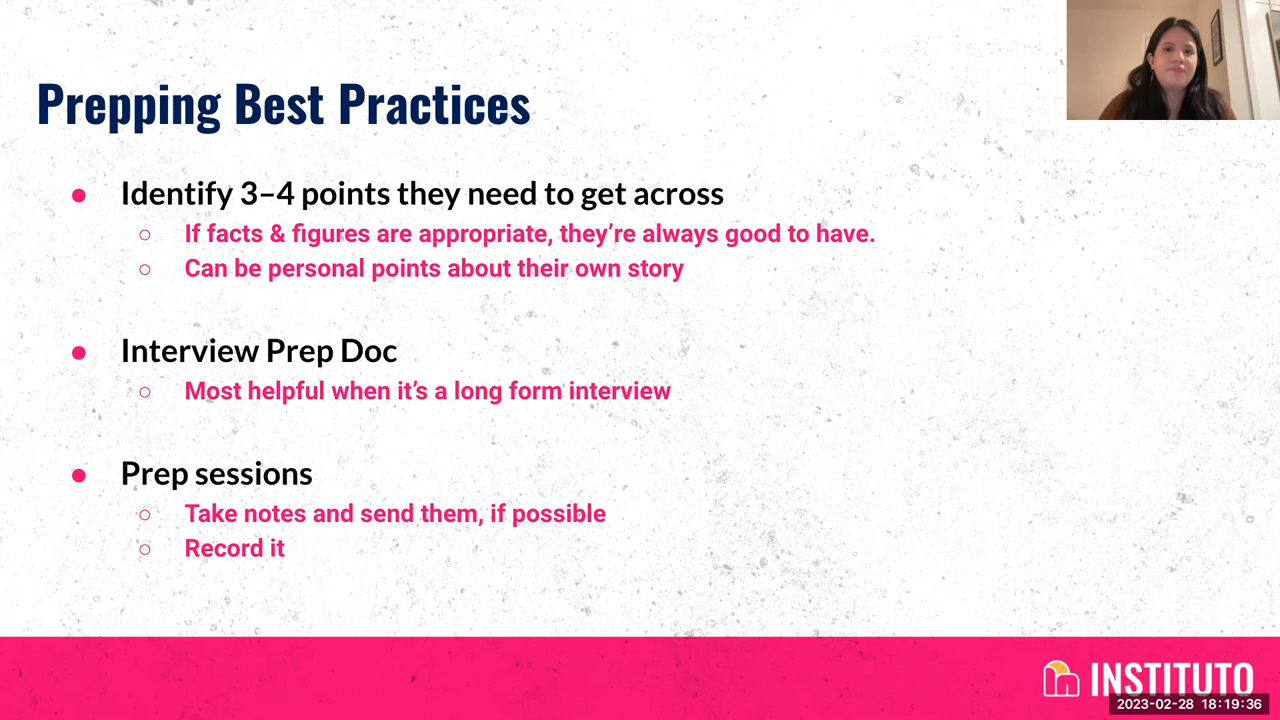 Prepping Best Practices
● Identify 3–4 points they need to get across
○ If facts & figures are appropriate, they’re always good to have.
○ Can be personal points about their own story
● Interview Prep Doc
○ Most helpful when it’s a long form interview
● Prep sessions
○ Take notes and send them, if possible
○ Record it
INSTITUTO
2023-02-28 18:19:36